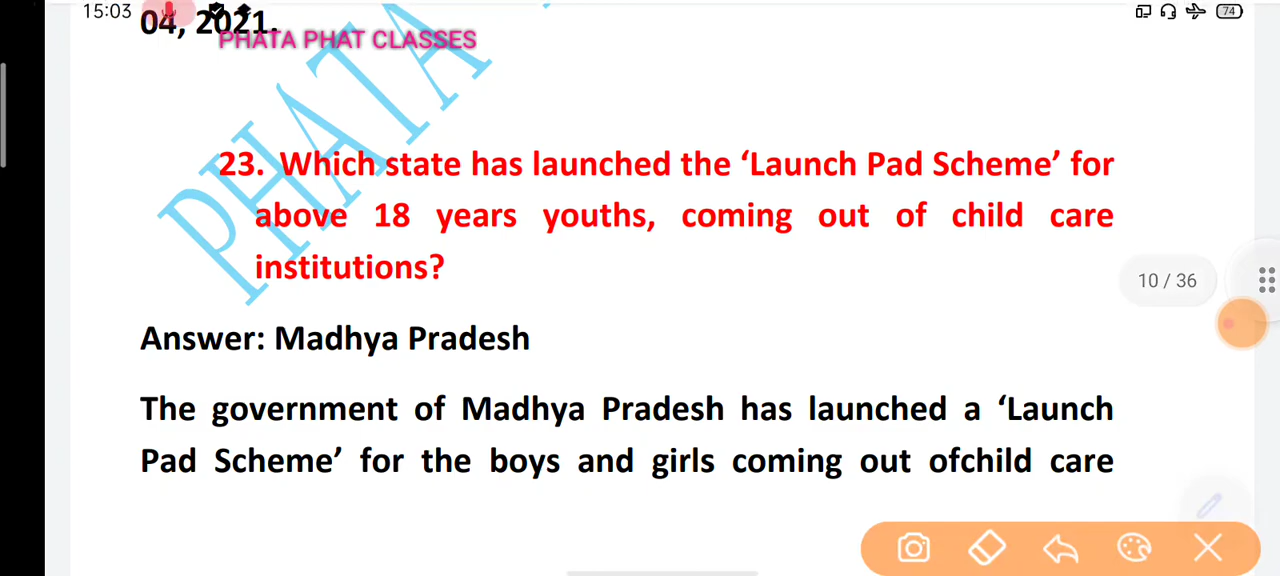 15:03
74
04, 2021.
PHATA PHAT CLASSES
PHATA
23. Which state has launched the ‘Launch Pad Scheme’ for
above 18 years youths, coming out of child care
institutions?
10 / 36
Answer: Madhya Pradesh
The government of Madhya Pradesh has launched a ‘Launch
Pad Scheme’ for the boys and girls coming out ofchild care